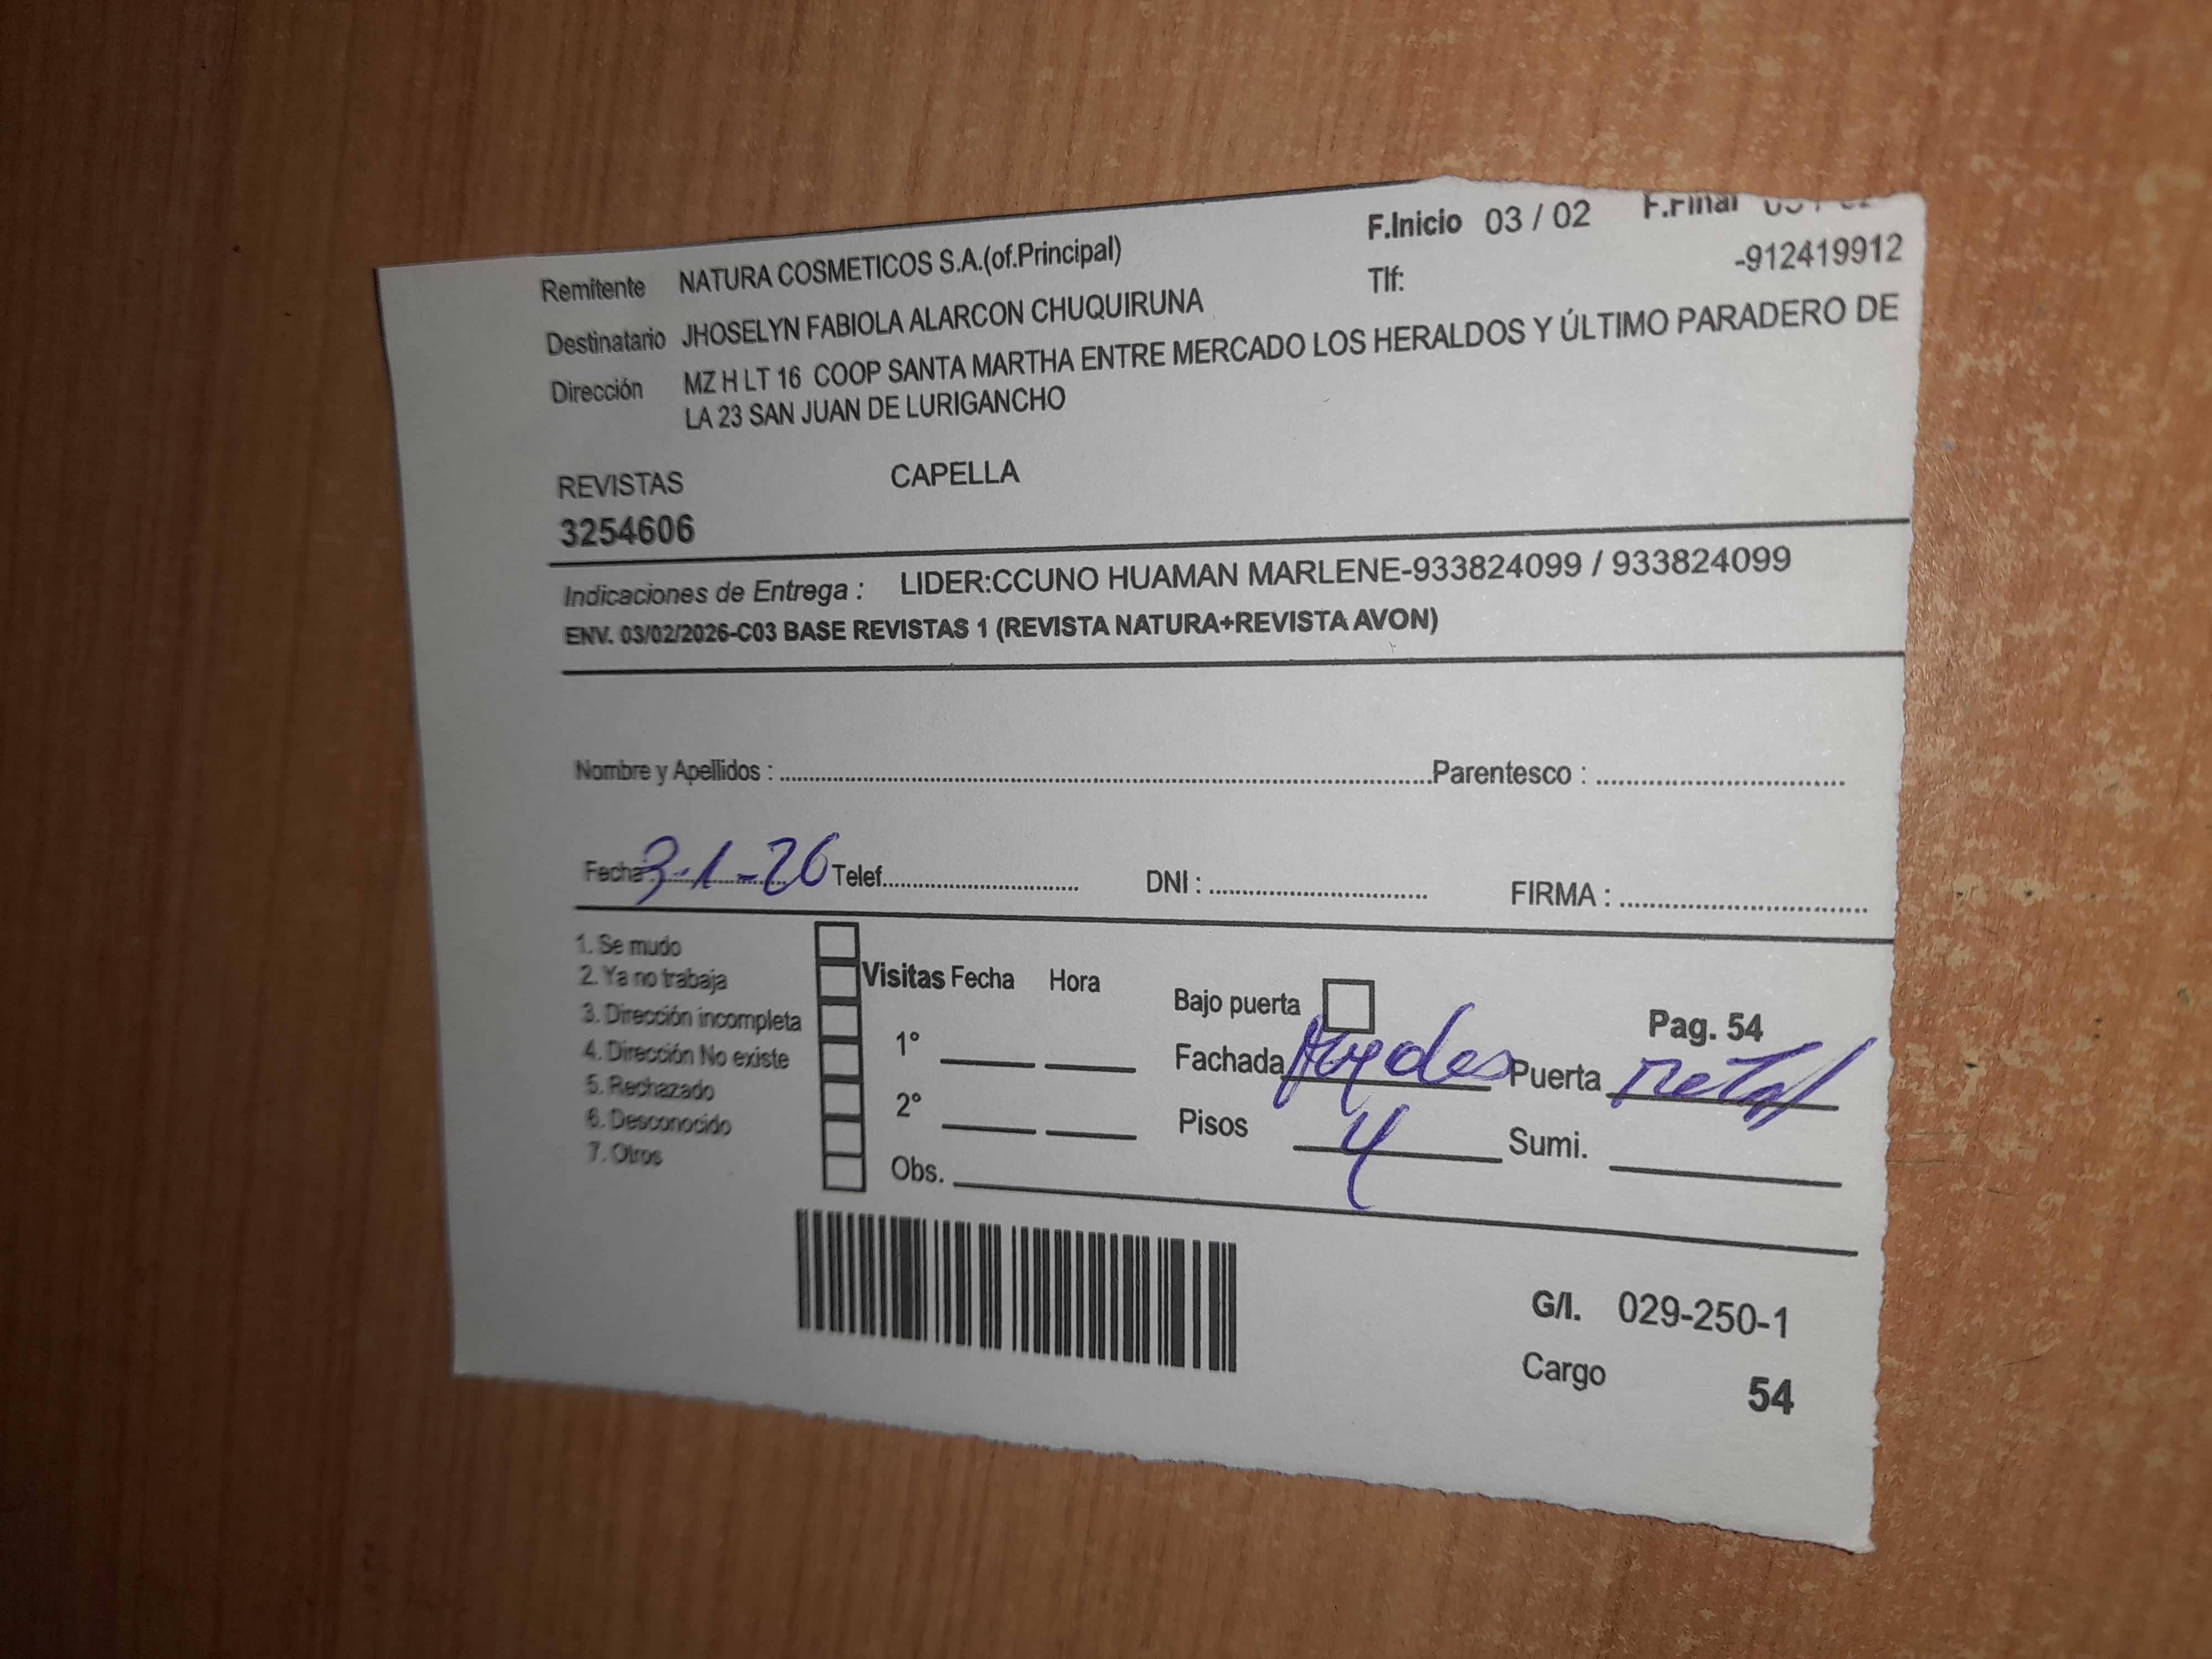 F.Inicio 03 / 02 F.Final
Remitente NATURA COSMETICOS S.A.(of.Principal) Tlf: -912419912
Destinatario JHOSELYN FABIOLA ALARCON CHUQUIRUNA
Dirección MZ H LT 16 COOP SANTA MARTHA ENTRE MERCADO LOS HERALDOS Y ÚLTIMO PARADERO DE
LA 23 SAN JUAN DE LURIGANCHO
REVISTAS CAPELLA
3254606
Indicaciones de Entrega : LIDER:CCUNO HUAMAN MARLENE-933824099 / 933824099
ENV. 03/02/2026-C03 BASE REVISTAS 1 (REVISTA NATURA+REVISTA AVON)
Nombre y Apellidos : Parentesco :
Fecha: 3-1-26 Telef. DNI : FIRMA :
1. Se mudo
2. Ya no trabaja
3. Dirección incompleta
4. Dirección No existe
5. Rechazado
6. Desconocido
7. Otros
Visitas Fecha Hora
1°
2°
Obs.
Bajo puerta Pag. 54
Fachada Puerta metal
Pisos 4 Sumi.
G/I. 029-250-1
Cargo 54